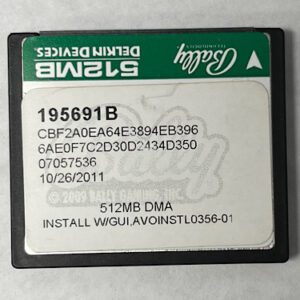 512MB
DELKIN DEVICES
Bally
TECHNOLOGIES
195691B
CBF2A0EA64E3894EB396
6AE0F7C2D30D2434D350
07057536
10/26/2011
© 2009 BALLY GAMING, INC.
512MB DMA
INSTALL W/GUI,AVOINSTL0356-01